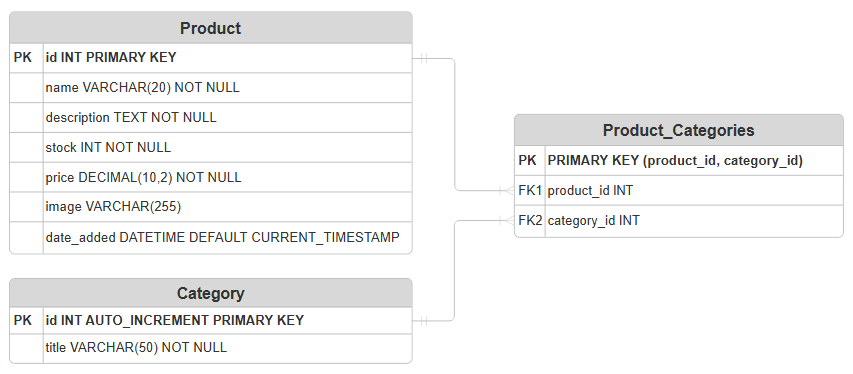 Product
PK id INT PRIMARY KEY
name VARCHAR(20) NOT NULL
description TEXT NOT NULL
stock INT NOT NULL
price DECIMAL(10,2) NOT NULL
image VARCHAR(255)
date_added DATETIME DEFAULT CURRENT_TIMESTAMP
Category
PK id INT AUTO_INCREMENT PRIMARY KEY
title VARCHAR(50) NOT NULL
Product_Categories
PK PRIMARY KEY (product_id, category_id)
FK1 product_id INT
FK2 category_id INT